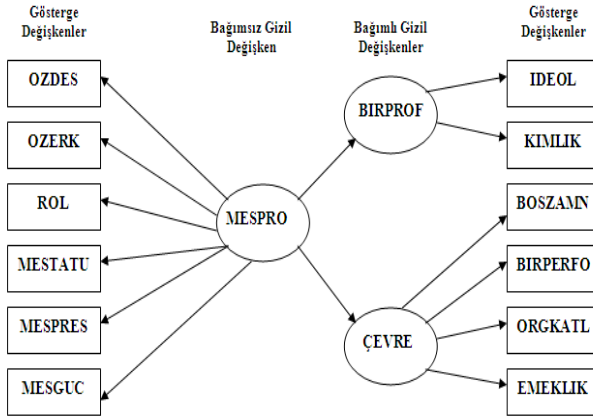 Gösterge
Değişkenler
Bağımsız Gizil
Değişken
Bağımlı Gizil
Değişkenler
Gösterge
Değişkenler
OZDES
OZERK
ROL
MESTATU
MESPRES
MESGUC
MESPRO
BIRPROF
ÇEVRE
IDEOL
KIMLIK
BOSZAMN
BIRPERFO
ORGKATL
EMEKLIK